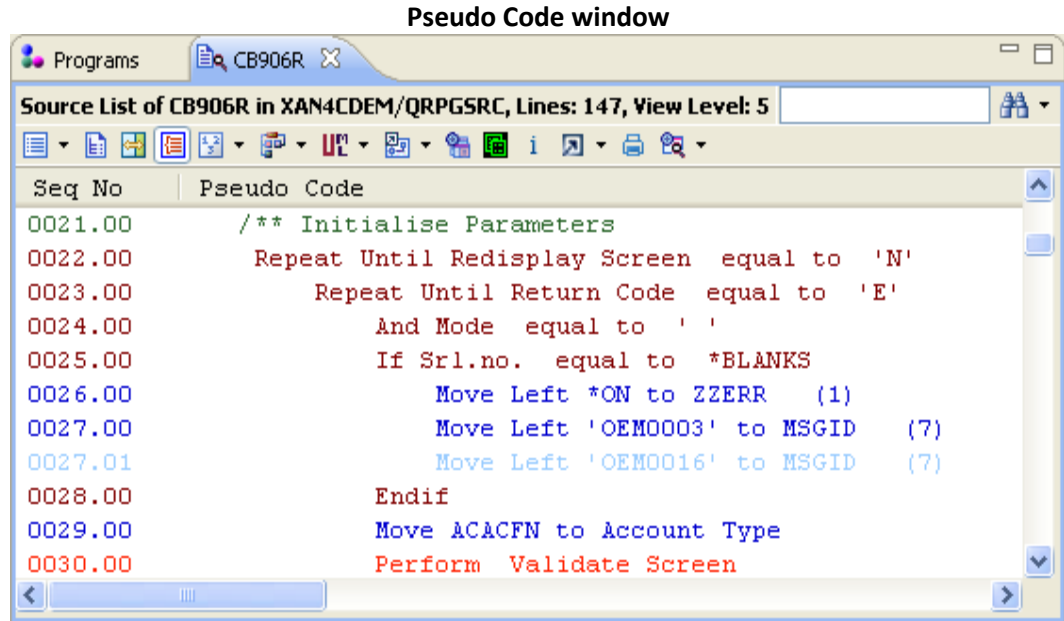 Pseudo Code window
Programs CB906R
Source List of CB906R in XAN4CDEM/QRPGSRC, Lines: 147, View Level: 5
Seq No Pseudo Code
0021.00 /** Initialise Parameters
0022.00 Repeat Until Redisplay Screen equal to 'N'
0023.00 Repeat Until Return Code equal to 'E'
0024.00 And Mode equal to ' '
0025.00 If Srl.no. equal to *BLANKS
0026.00 Move Left *ON to ZZERR (1)
0027.00 Move Left 'OEM0003' to MSGID (7)
0027.01 Move Left 'OEM0016' to MSGID (7)
0028.00 Endif
0029.00 Move ACACFN to Account Type
0030.00 Perform Validate Screen